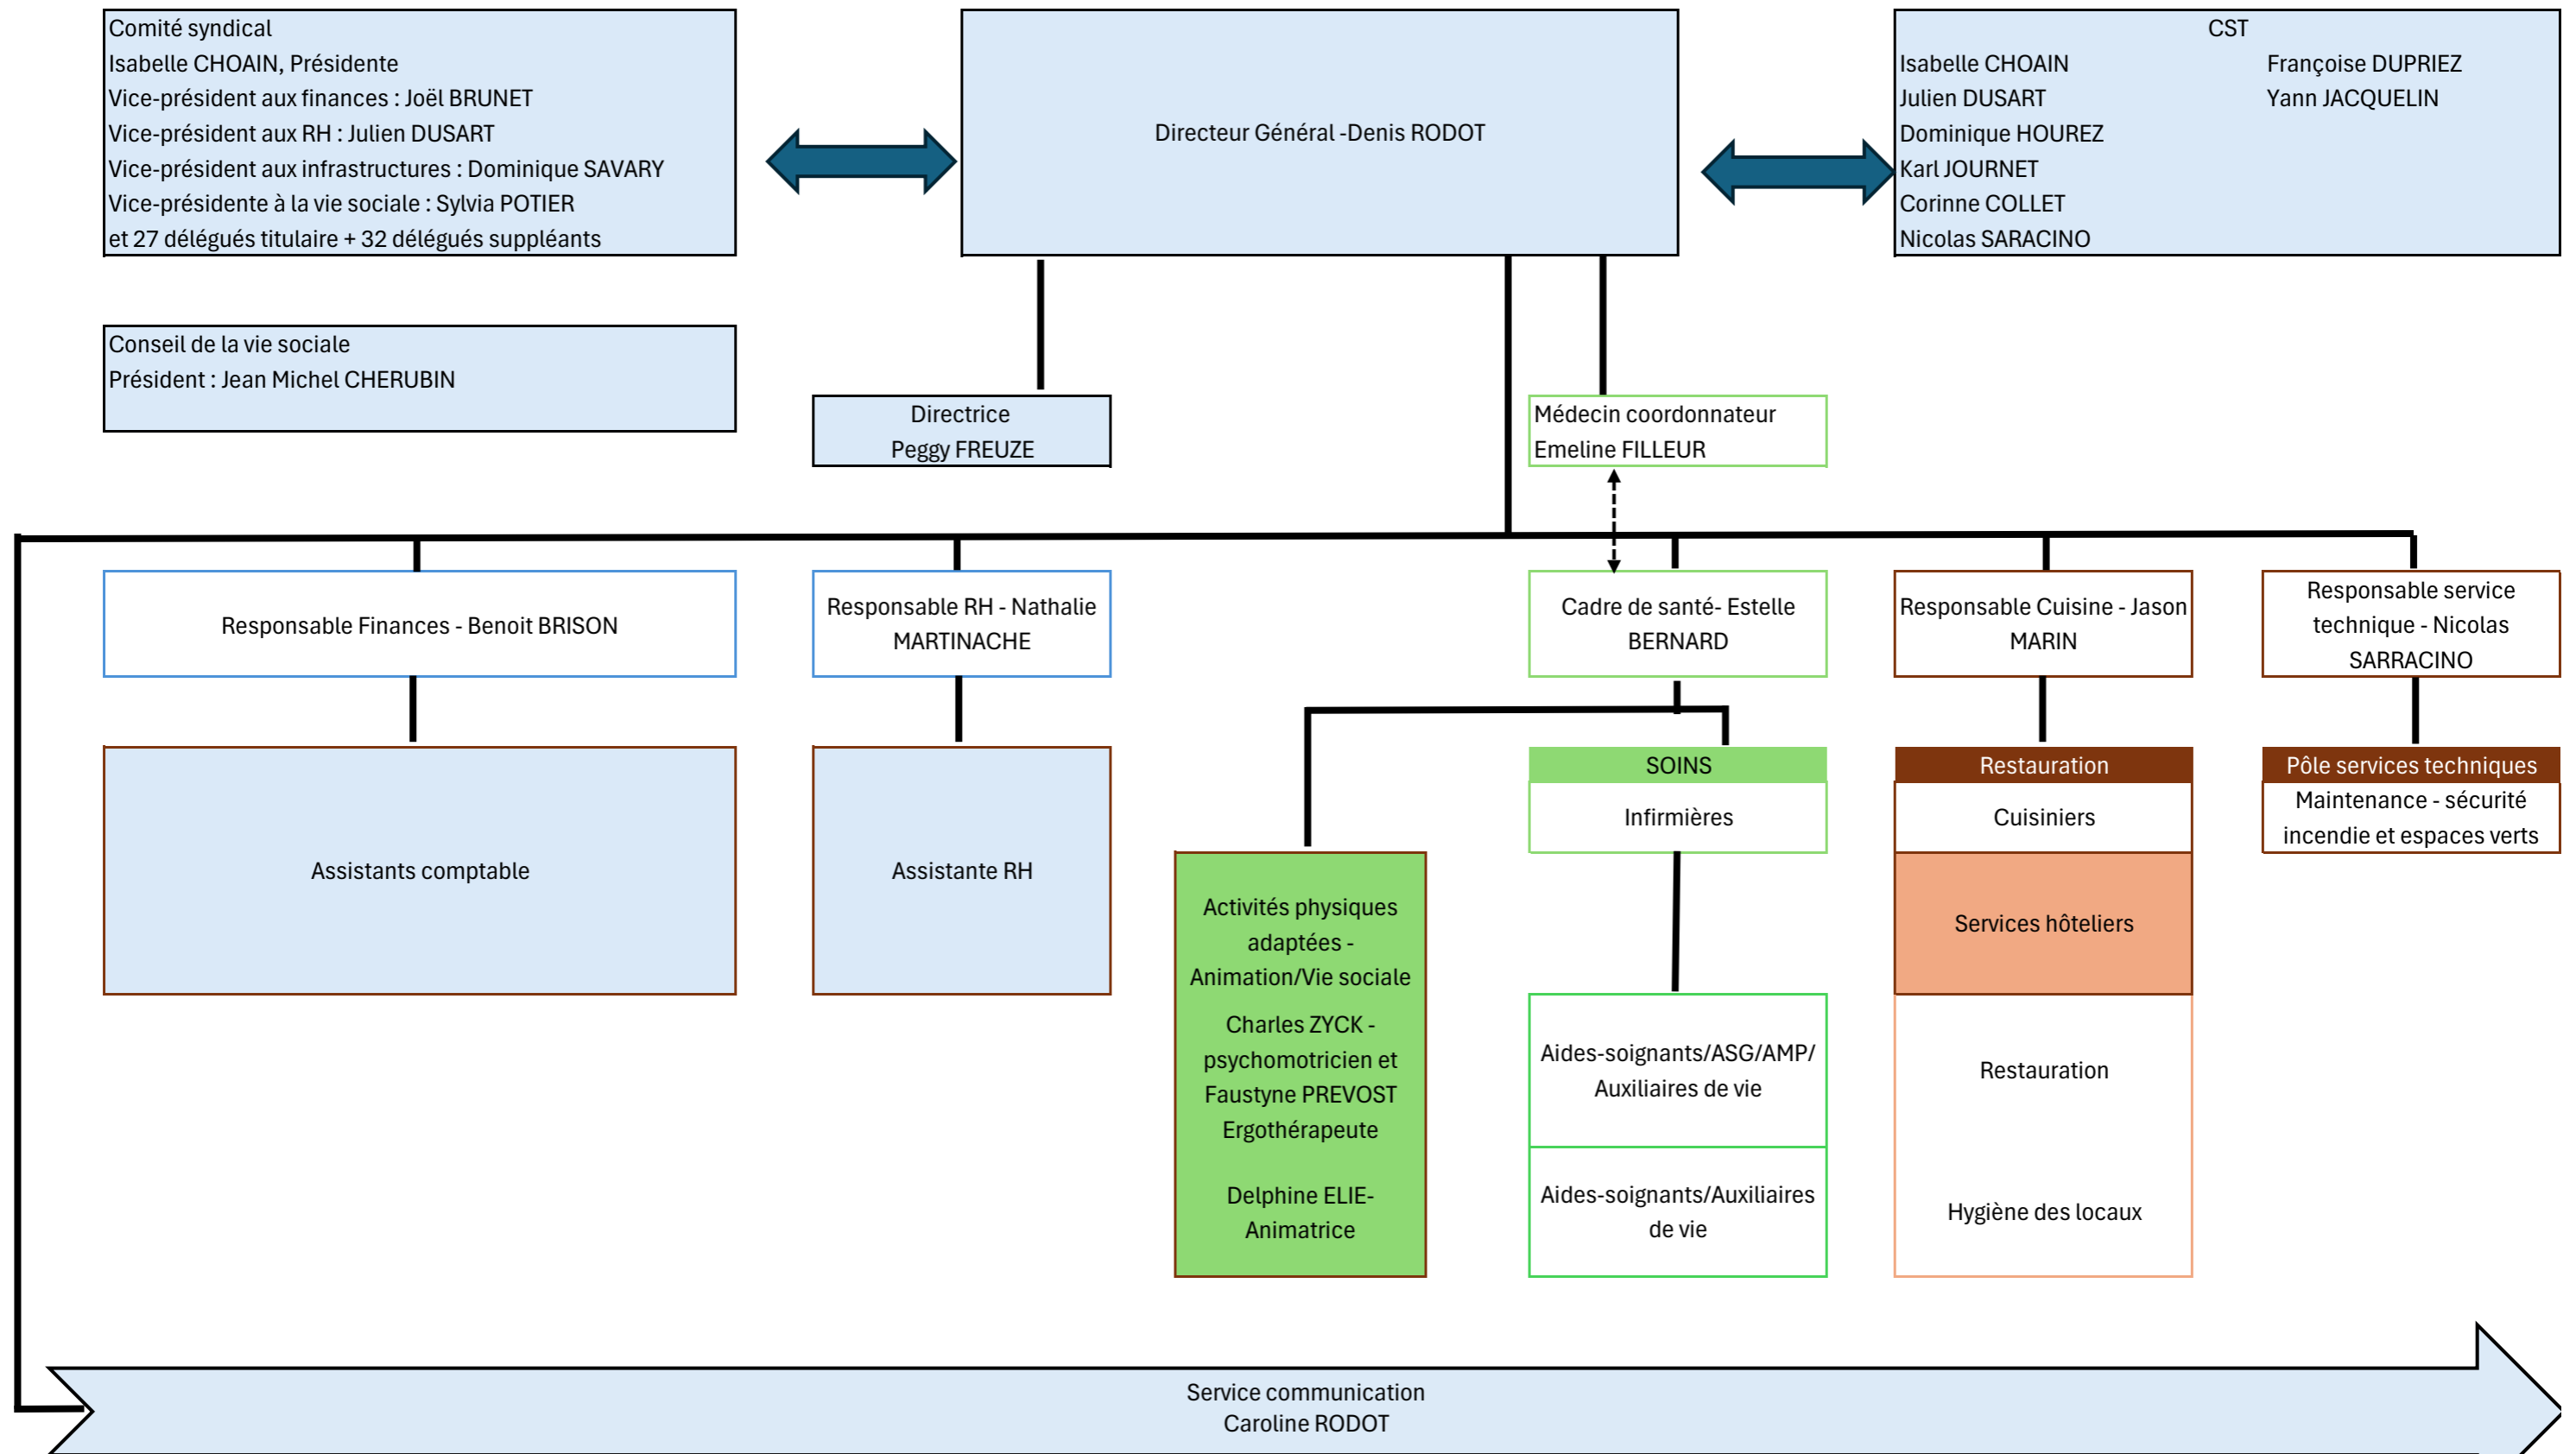 Comité syndical
Isabelle CHOAIN, Présidente
Vice-président aux finances : Joël BRUNET
Vice-président aux RH : Julien DUSART
Vice-président aux infrastructures : Dominique SAVARY
Vice-présidente à la vie sociale : Sylvia POTIER
et 27 délégués titulaire + 32 délégués suppléants
Directeur Général -Denis RODOT
CST
Isabelle CHOAIN
Julien DUSART
Dominique HOUREZ
Karl JOURNET
Corinne COLLET
Nicolas SARACINO
Françoise DUPRIEZ
Yann JACQUELIN
Conseil de la vie sociale
Président : Jean Michel CHERUBIN
Directrice
Peggy FREUZE
Médecin coordonnateur
Emeline FILLEUR
Responsable Finances - Benoit BRISON
Responsable RH - Nathalie
MARTINACHE
Cadre de santé- Estelle
BERNARD
Responsable Cuisine - Jason
MARIN
Responsable service
technique - Nicolas
SARRACINO
Assistants comptable
Assistante RH
Activités physiques
adaptées -
Animation/Vie sociale
Charles ZYCK -
psychomotricien et
Faustyne PREVOST
Ergothérapeute
Delphine ELIE-
Animatrice
SOINS
Infirmières
Aides-soignants/ASG/AMP/
Auxiliaires de vie
Aides-soignants/Auxiliaires
de vie
Restauration
Cuisiniers
Services hôteliers
Restauration
Hygiène des locaux
Pôle services techniques
Maintenance - sécurité
incendie et espaces verts
Service communication
Caroline RODOT